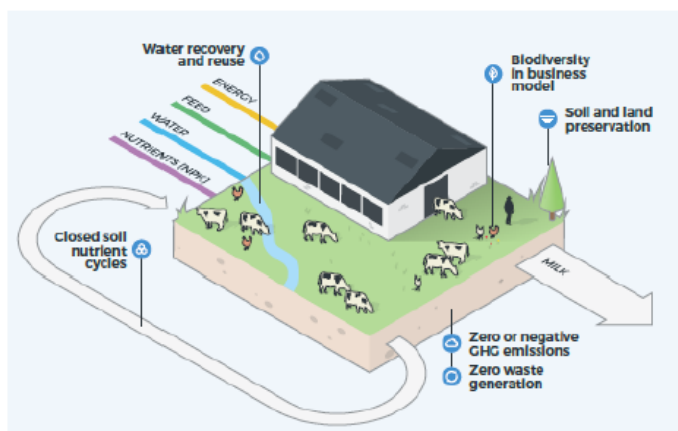 Water recovery
and reuse
Biodiversity
in business
model
ENERGY
FEED
WATER
NUTRIENTS (NPK)
Soil and land
preservation
Closed soil
nutrient
cycles
MILK
Zero or negative
GHG emissions
Zero waste
generation